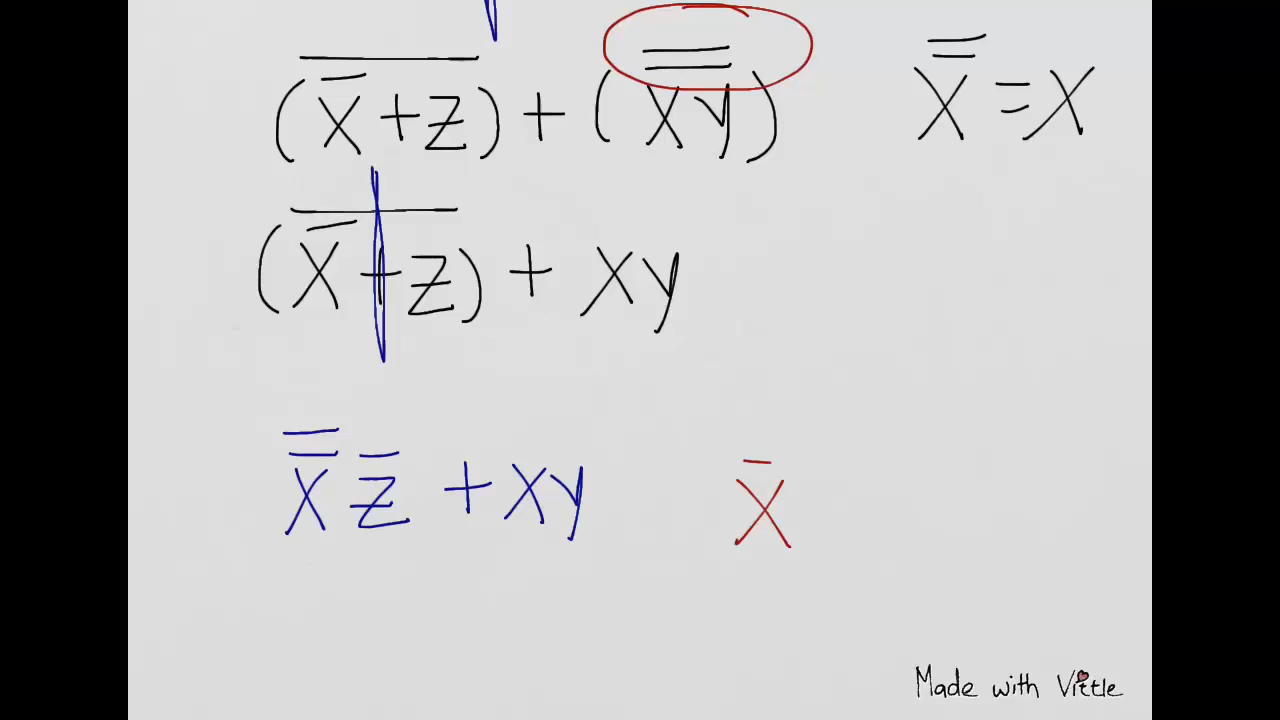 (X̅+Z)̅ + (X̿Y̿) X̿ = X
(X̅+Z)̅ + XY
X̿ Z̅ + XY X̅
Made with Vittle